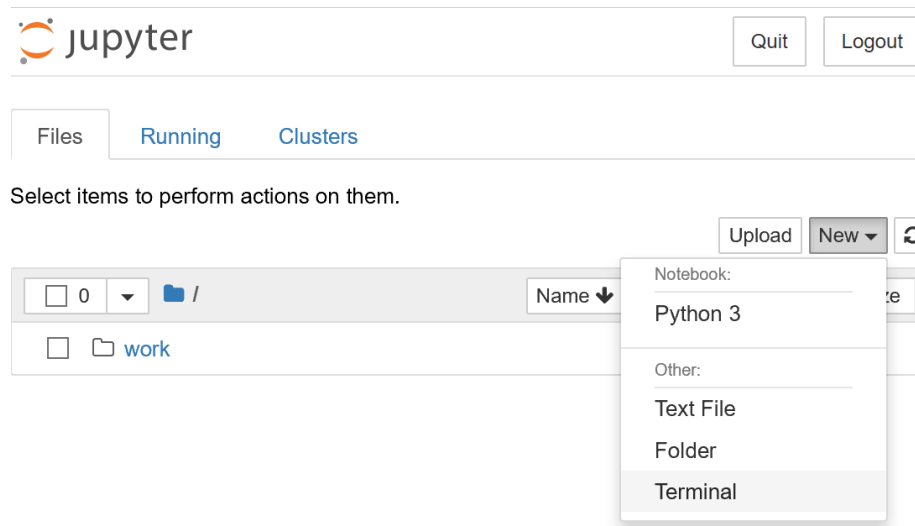 jupyter
Quit Logout
Files Running Clusters
Select items to perform actions on them.
Upload New
0 / Name ze
Notebook:
Python 3
work
Other:
Text File
Folder
Terminal